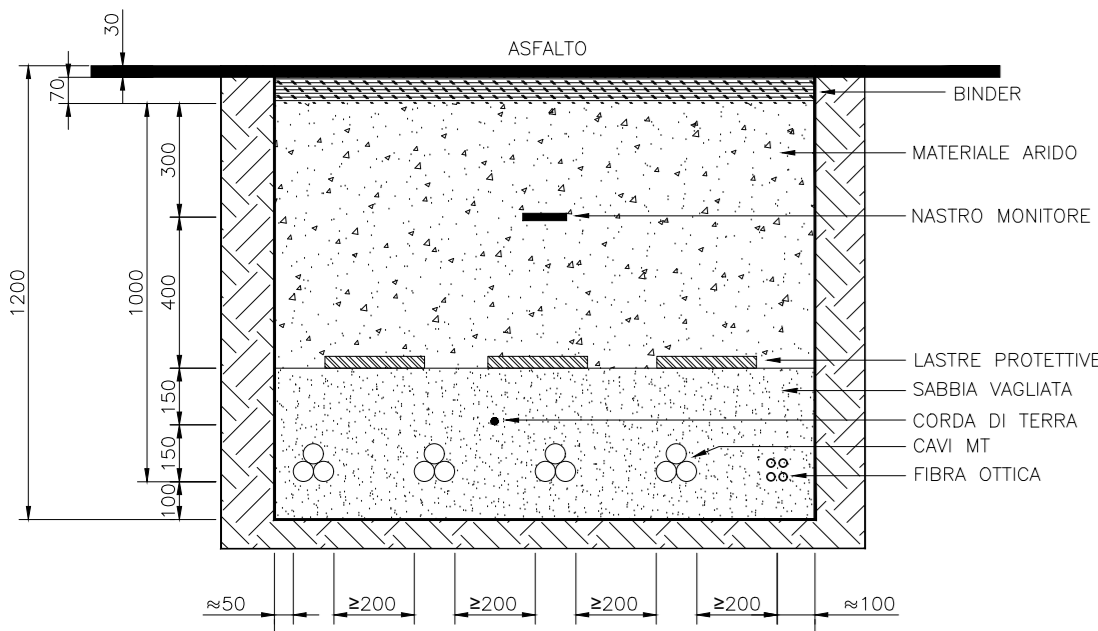 30
ASFALTO
70
BINDER
300
MATERIALE ARIDO
NASTRO MONITORE
1200
1000
400
LASTRE PROTETTIVE
150
SABBIA VAGLIATA
CORDA DI TERRA
150
CAVI MT
FIBRA OTTICA
100
≈50
≥200
≥200
≥200
≥200
≈100